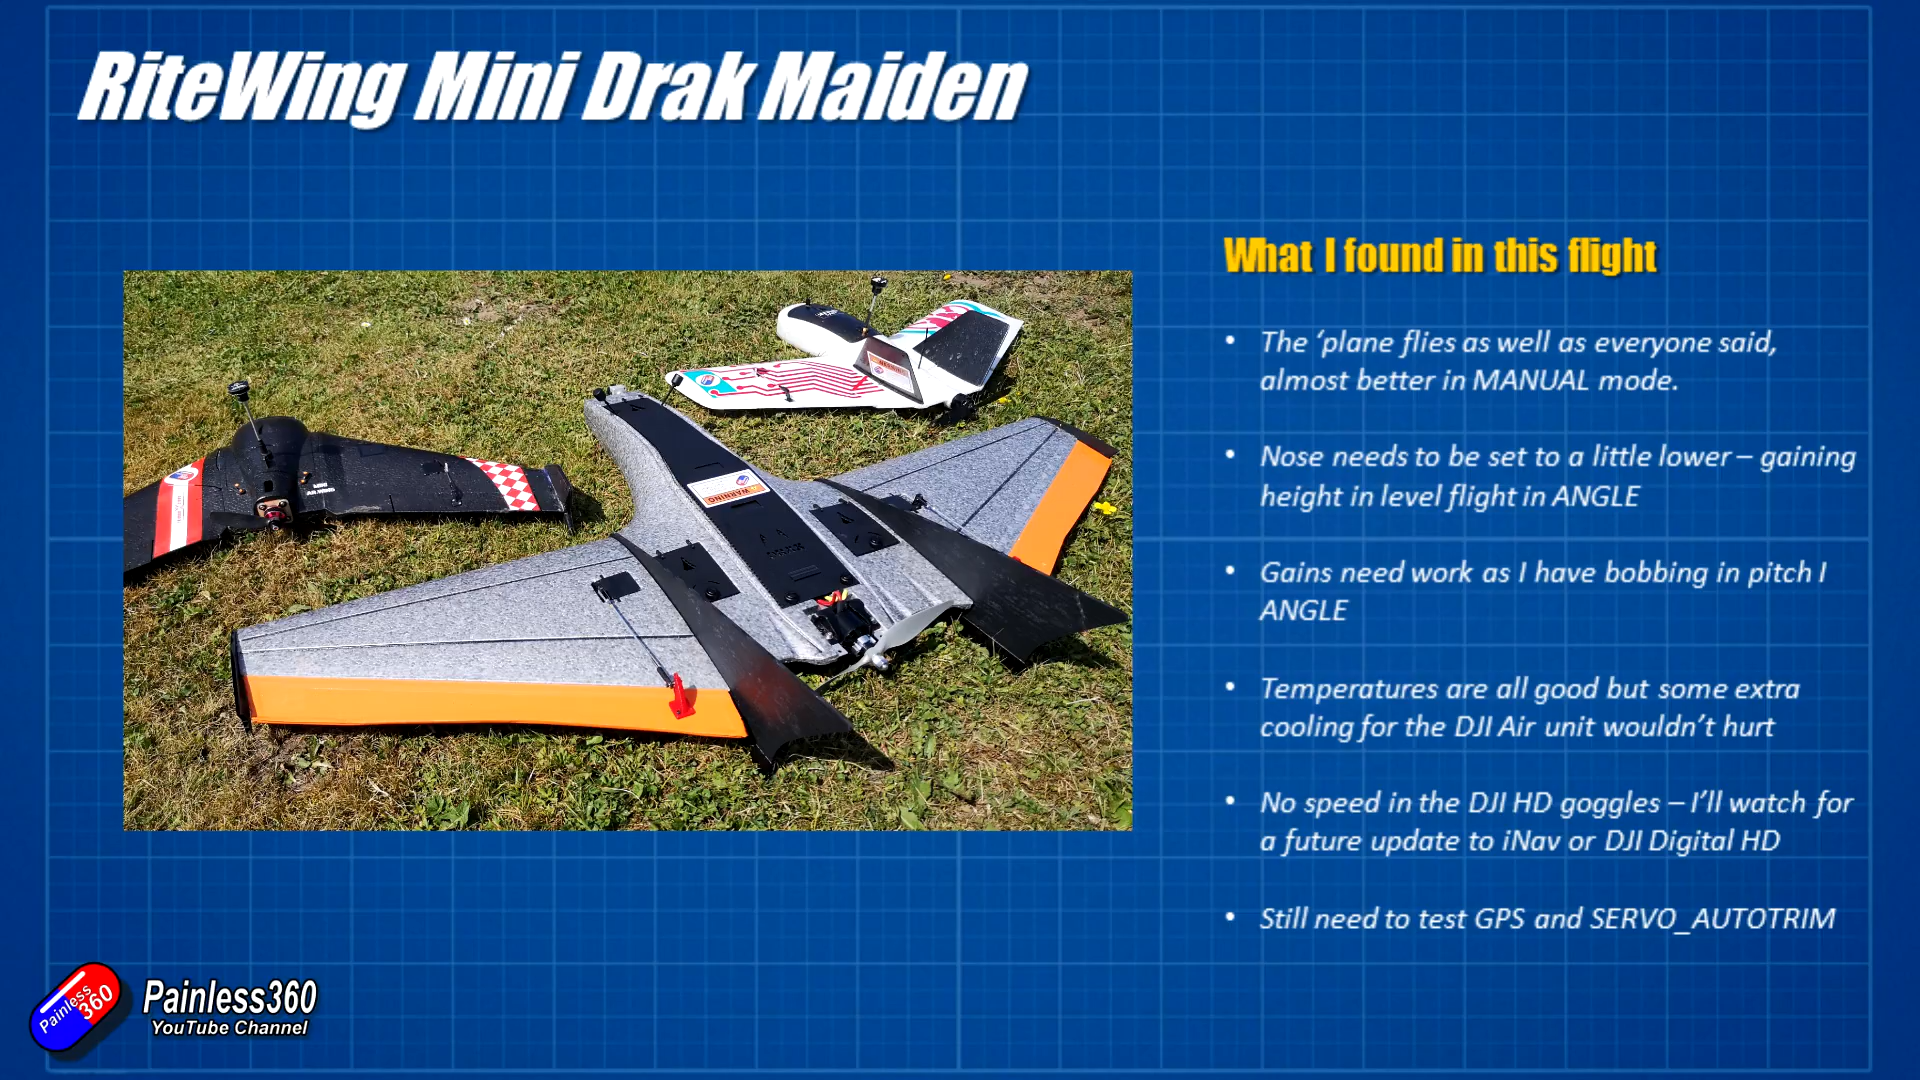 RiteWing Mini Drak Maiden
What I found in this flight
• The ‘plane flies as well as everyone said,
almost better in MANUAL mode.
• Nose needs to be set to a little lower – gaining
height in level flight in ANGLE
• Gains need work as I have bobbing in pitch I
ANGLE
• Temperatures are all good but some extra
cooling for the DJI Air unit wouldn’t hurt
• No speed in the DJI HD goggles – I’ll watch for
a future update to iNav or DJI Digital HD
• Still need to test GPS and SERVO_AUTOTRIM
WARNING
Painless
360
Painless360
YouTube Channel